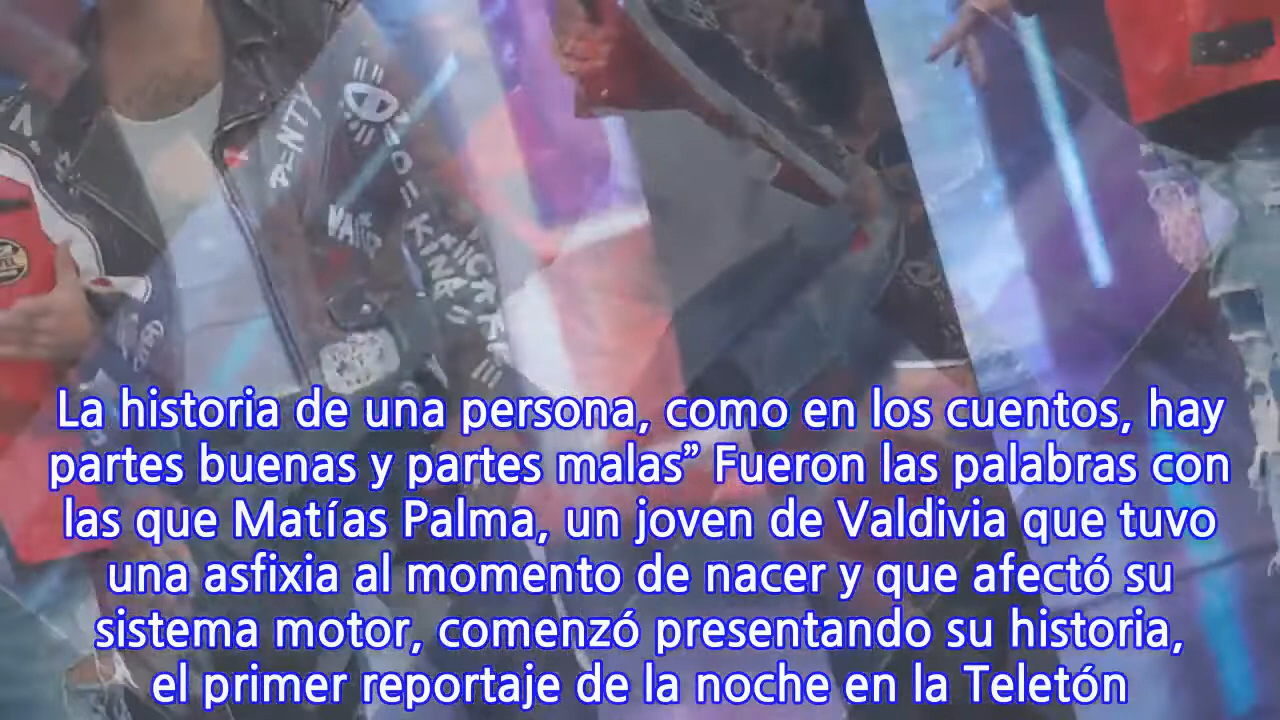 PENTY
La historia de una persona, como en los cuentos, hay
partes buenas y partes malas” Fueron las palabras con
las que Matías Palma, un joven de Valdivia que tuvo
una asfixia al momento de nacer y que afectó su
sistema motor, comenzó presentando su historia,
el primer reportaje de la noche en la Teletón